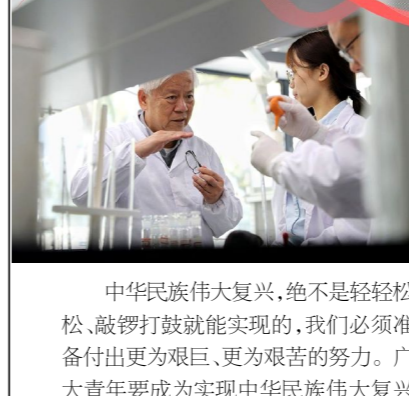 中华民族伟大复兴，绝不是轻轻松
松、敲锣打鼓就能实现的，我们必须准
备付出更为艰巨、更为艰苦的努力。广
大青年要成为实现中华民族伟大复兴